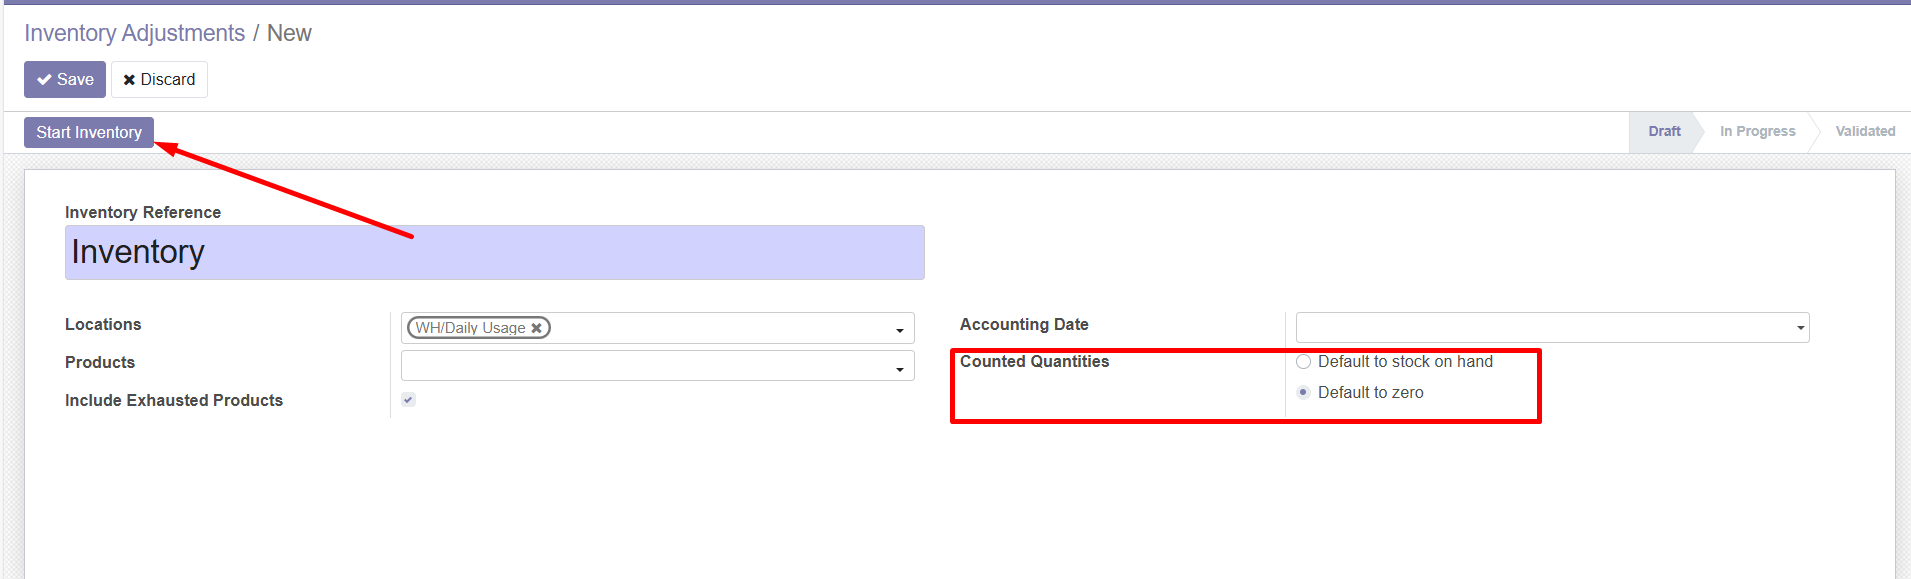 Inventory Adjustments / New
Save
Discard
Start Inventory
Draft
In Progress
Validated
Inventory Reference
Inventory
Locations
WH/Daily Usage
Accounting Date
Products
Counted Quantities
Default to stock on hand
Default to zero
Include Exhausted Products